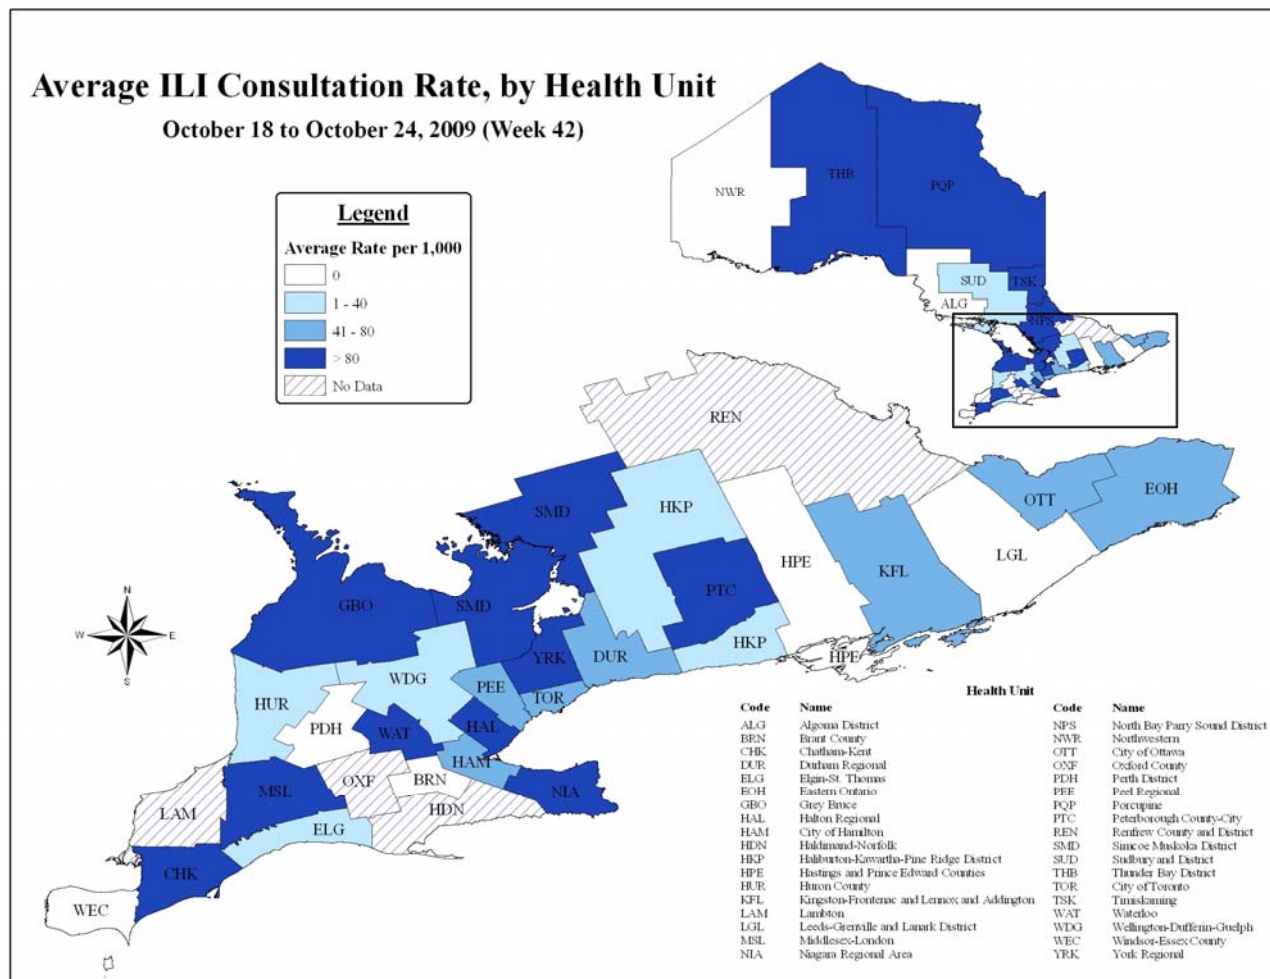 Average ILI Consultation Rate, by Health Unit
October 18 to October 24, 2009 (Week 42)
Legend
Average Rate per 1,000
0
1 - 40
41 - 80
> 80
No Data
NWR
THB
PQP
SUD
TSK
ALG
NPS
REN
SMD
HKP
OTT
EOH
HPE
KFL
LGL
PTC
GBO
SMD
N
W
E
S
YRK
DUR
HKP
HPE
HUR
WDG
PEE
TOR
PDH
WAT
HAL
HAM
MSL
OXF
BRN
NIA
LAM
HDN
ELG
CHK
WEC
Health Unit
Code Name Code Name
ALG Algoma District NPS North Bay Parry Sound District
BRN Brant County NWR Northwestern
CHK Chatham-Kent OTT City of Ottawa
DUR Durham Regional OXF Oxford County
ELG Elgin-St. Thomas PDH Perth District
EOH Eastern Ontario PEE Peel Regional
GBO Grey Bruce PQP Porcupine
HAL Halton Regional PTC Peterborough County-City
HAM City of Hamilton REN Renfrew County and District
HDN Haldimand-Norfolk SMD Simcoe Muskoka District
HKP Haliburton-Kawartha-Pine Ridge District SUD Sudbury and District
HPE Hastings and Prince Edward Counties THB Thunder Bay District
HUR Huron County TOR City of Toronto
KFL Kingston-Frontenac and Lennox and Addington TSK Timiskaming
LAM Lambton WAT Waterloo
LGL Leeds-Grenville and Lanark District WDG Wellington-Dufferin-Guelph
MSL Middlesex-London WEC Windsor-Essex County
NIA Niagara Regional Area YRK York Regional